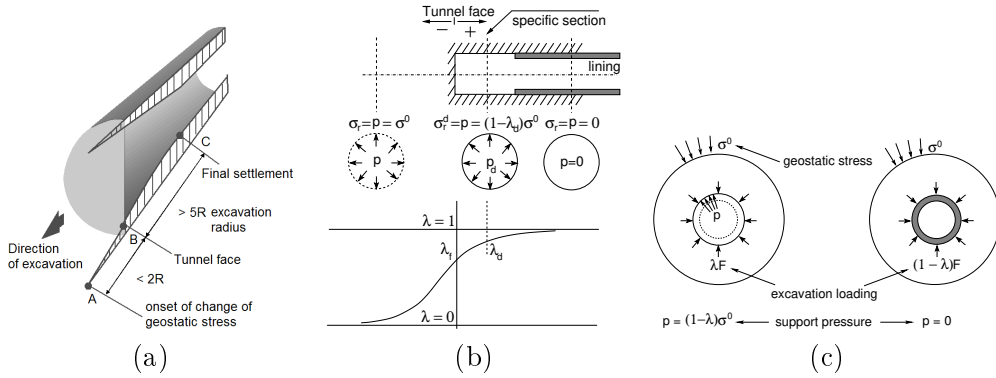 C
Final settlement
> 5R excavation
radius
Direction
of excavation
B
Tunnel face
< 2R
A
onset of change of
geostatic stress
(a)
Tunnel face
− +
specific section
lining
σr=p=σ⁰
σrᵈ=p=(1−λd)σ⁰
σr=p=0
p
pd
p=0
λ=1
λf
λd
λ=0
(b)
σ⁰
geostatic stress
σ⁰
p
λF
(1−λ)F
excavation loading
p=(1−λ)σ⁰
support pressure
p = 0
(c)